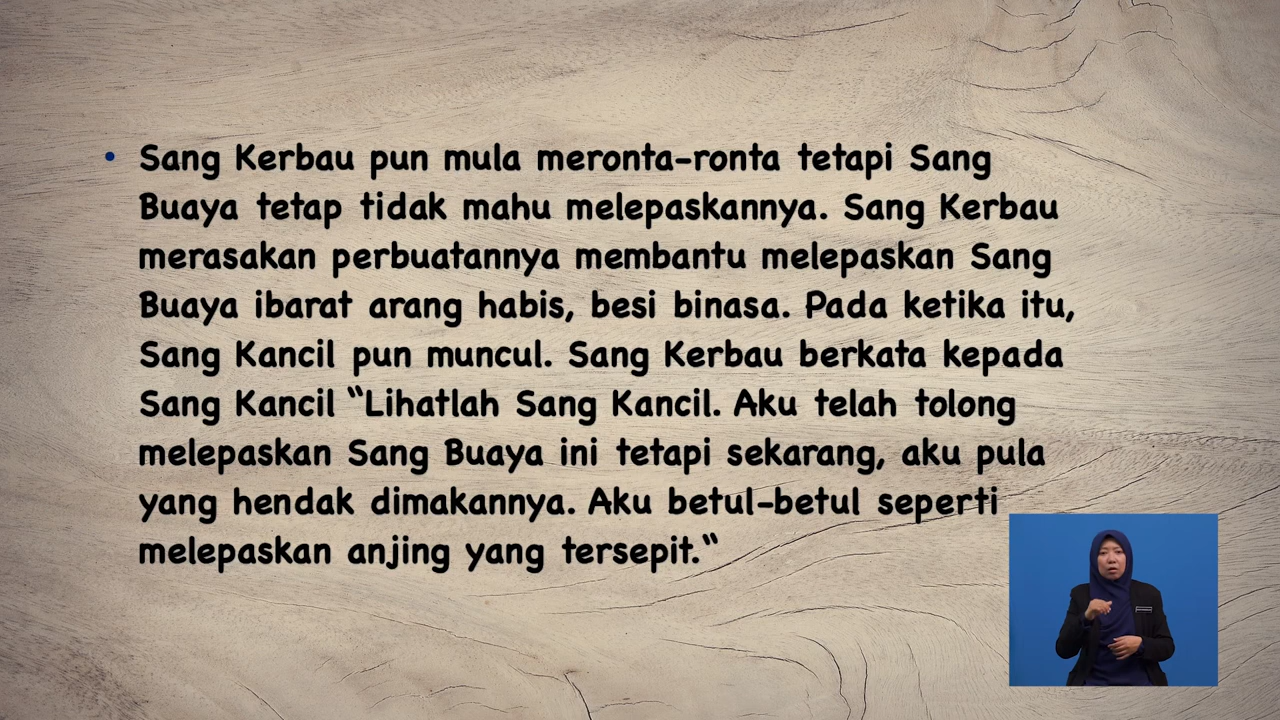 • Sang Kerbau pun mula meronta-ronta tetapi Sang
Buaya tetap tidak mahu melepaskannya. Sang Kerbau
merasakan perbuatannya membantu melepaskan Sang
Buaya ibarat arang habis, besi binasa. Pada ketika itu,
Sang Kancil pun muncul. Sang Kerbau berkata kepada
Sang Kancil “Lihatlah Sang Kancil. Aku telah tolong
melepaskan Sang Buaya ini tetapi sekarang, aku pula
yang hendak dimakannya. Aku betul-betul seperti
melepaskan anjing yang tersepit.“